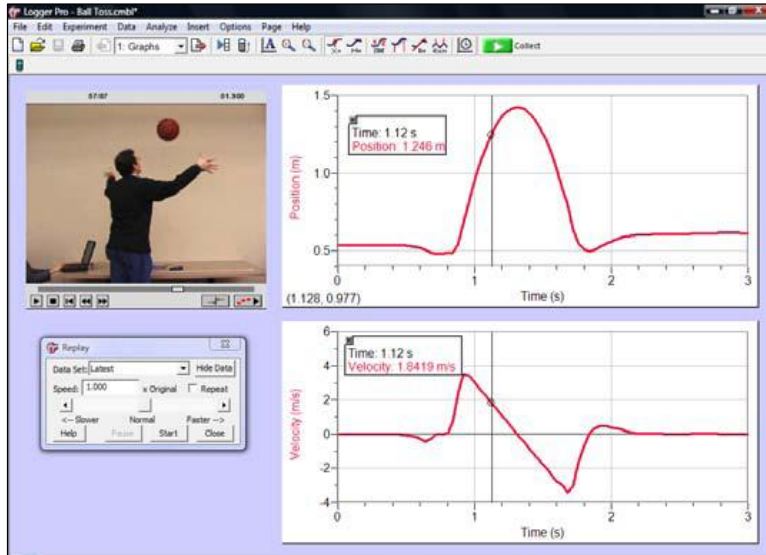 Logger Pro - Ball Toss.cmbl*
File Edit Experiment Data Analyze Insert Options Page Help
1: Graphs
Collect
57:07 01.900
1.5
Time: 1.12 s
Position: 1.246 m
1.0
Position (m)
0.5
0 1 2 3
(1.128, 0.977)
Time (s)
Replay
Data Set: Latest Hide Data
Speed: 1.000 x Original Repeat
<-- Slower Normal Faster -->
Help Pause Start Close
6
Time: 1.12 s
Velocity: 1.8419 m/s
4
2
Velocity (m/s)
0
-2
-4
0 1 2 3
Time (s)